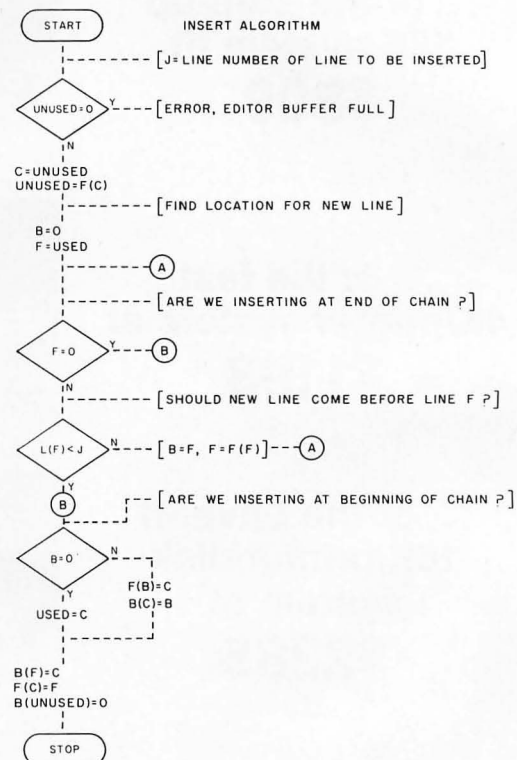 START
INSERT ALGORITHM
[J=LINE NUMBER OF LINE TO BE INSERTED]
UNUSED=0
Y
[ERROR, EDITOR BUFFER FULL]
N
C=UNUSED
UNUSED=F(C)
[FIND LOCATION FOR NEW LINE]
B=0
F=USED
A
[ARE WE INSERTING AT END OF CHAIN ?]
F=0
Y
B
N
[SHOULD NEW LINE COME BEFORE LINE F ?]
L(F)<J
N
[B=F, F=F(F)]
A
Y
B
[ARE WE INSERTING AT BEGINNING OF CHAIN ?]
B=0
N
F(B)=C
B(C)=B
Y
USED=C
B(F)=C
F(C)=F
B(UNUSED)=0
STOP